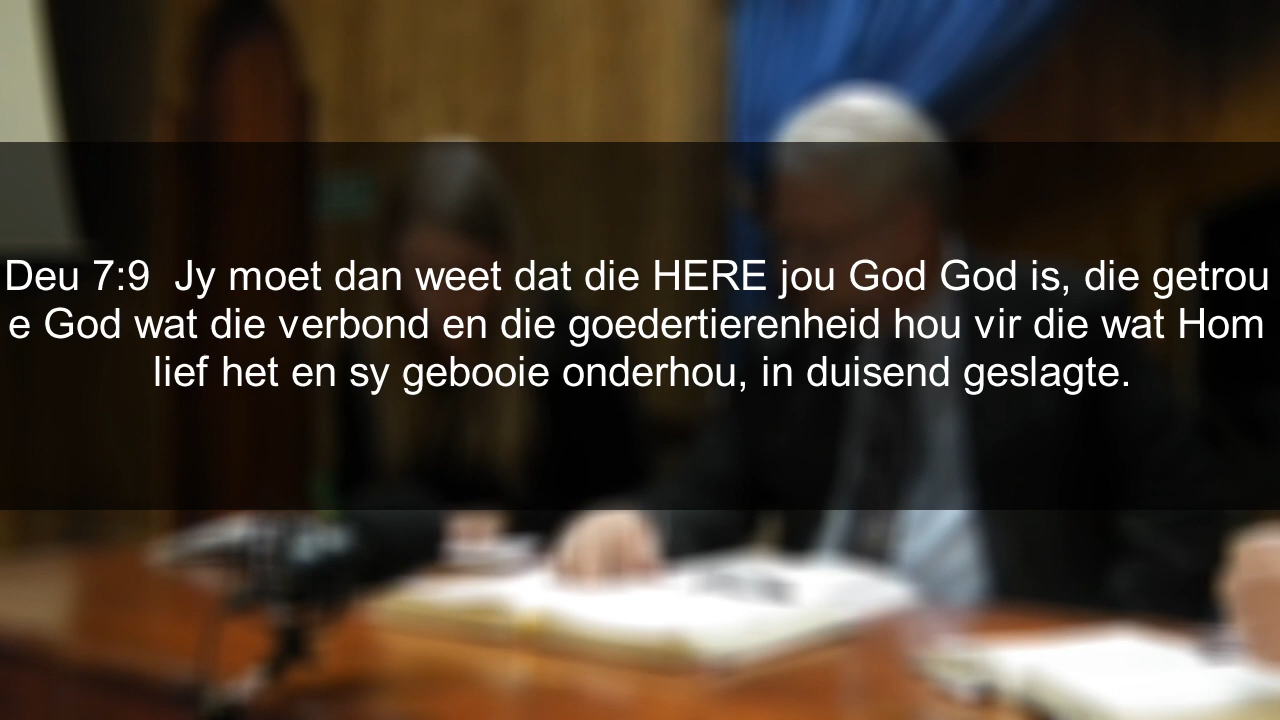 Deu 7:9  Jy moet dan weet dat die HERE jou God God is, die getrou
e God wat die verbond en die goedertierenheid hou vir die wat Hom
lief het en sy gebooie onderhou, in duisend geslagte.